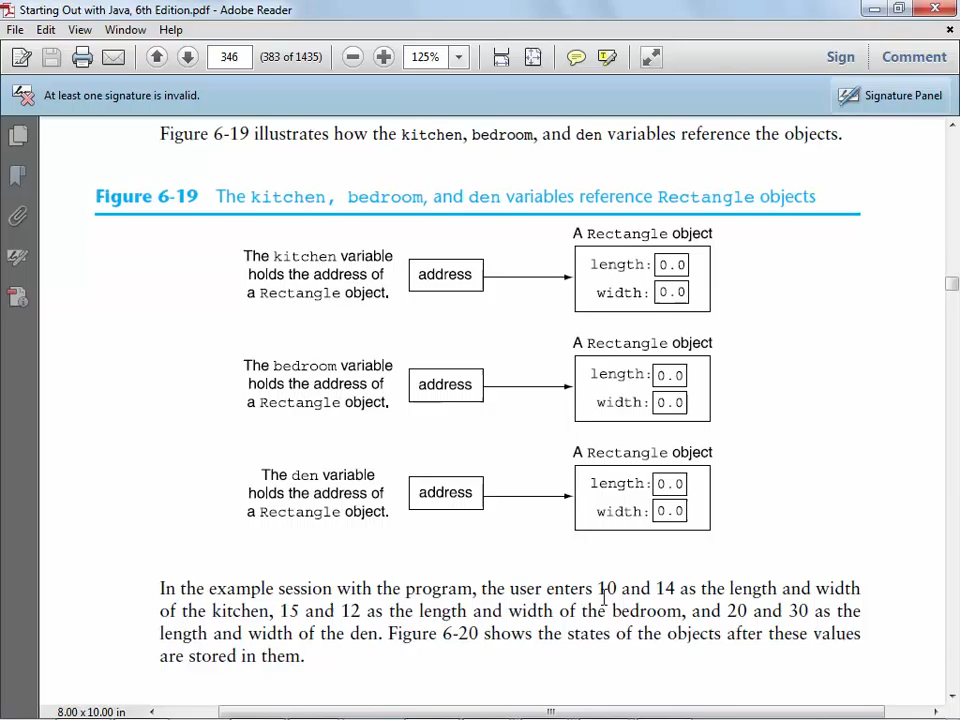 Starting Out with Java, 6th Edition.pdf - Adobe Reader
File Edit View Window Help
346 (383 of 1435) 125% Sign Comment
At least one signature is invalid. Signature Panel
Figure 6-19 illustrates how the kitchen, bedroom, and den variables reference the objects.
Figure 6-19 The kitchen, bedroom, and den variables reference Rectangle objects
A Rectangle object
The kitchen variable
holds the address of
a Rectangle object.
address
length: 0.0
width: 0.0
A Rectangle object
The bedroom variable
holds the address of
a Rectangle object.
address
length: 0.0
width: 0.0
A Rectangle object
The den variable
holds the address of
a Rectangle object.
address
length: 0.0
width: 0.0
In the example session with the program, the user enters 10 and 14 as the length and width
of the kitchen, 15 and 12 as the length and width of the bedroom, and 20 and 30 as the
length and width of the den. Figure 6-20 shows the states of the objects after these values
are stored in them.
8.00 x 10.00 in